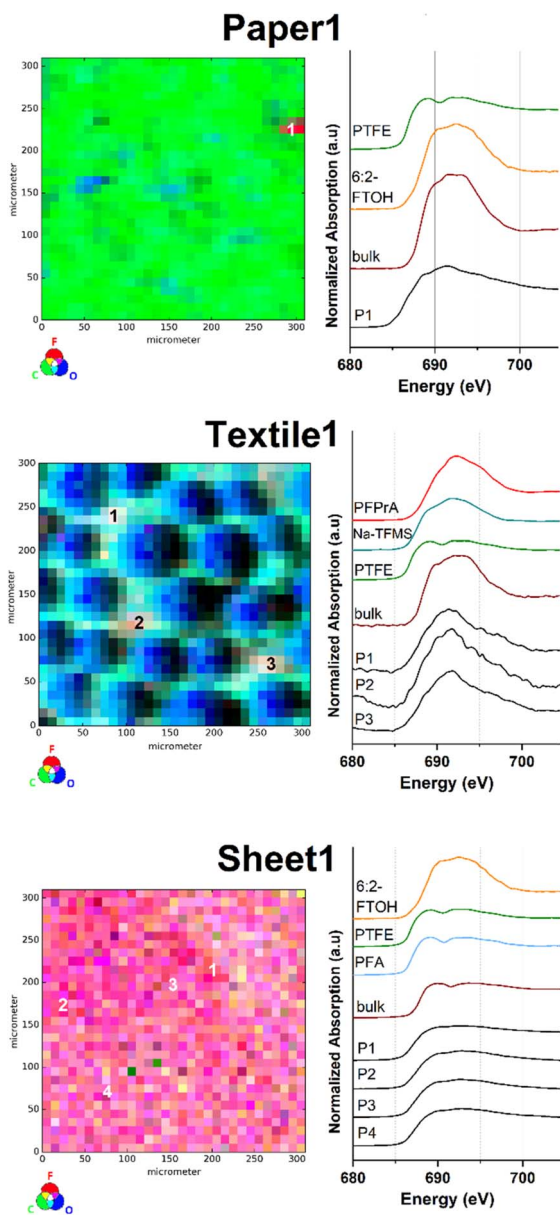 Paper1
300
250
200
150
100
50
0
micrometer
1
0 50 100 150 200 250 300
micrometer
F
C O
Normalized Absorption (a.u)
PTFE
6:2-
FTOH
bulk
P1
680 690 700
Energy (eV)
Textile1
300
250
200
150
100
50
0
micrometer
1
2
3
0 50 100 150 200 250 300
micrometer
F
C O
Normalized Absorption (a.u)
PFPrA
Na-TFMS
PTFE
bulk
P1
P2
P3
680 690 700
Energy (eV)
Sheet1
300
250
200
150
100
50
0
micrometer
1
3
2
4
0 50 100 150 200 250 300
micrometer
F
C O
Normalized Absorption (a.u)
6:2-
FTOH
PTFE
PFA
bulk
P1
P2
P3
P4
680 690 700
Energy (eV)